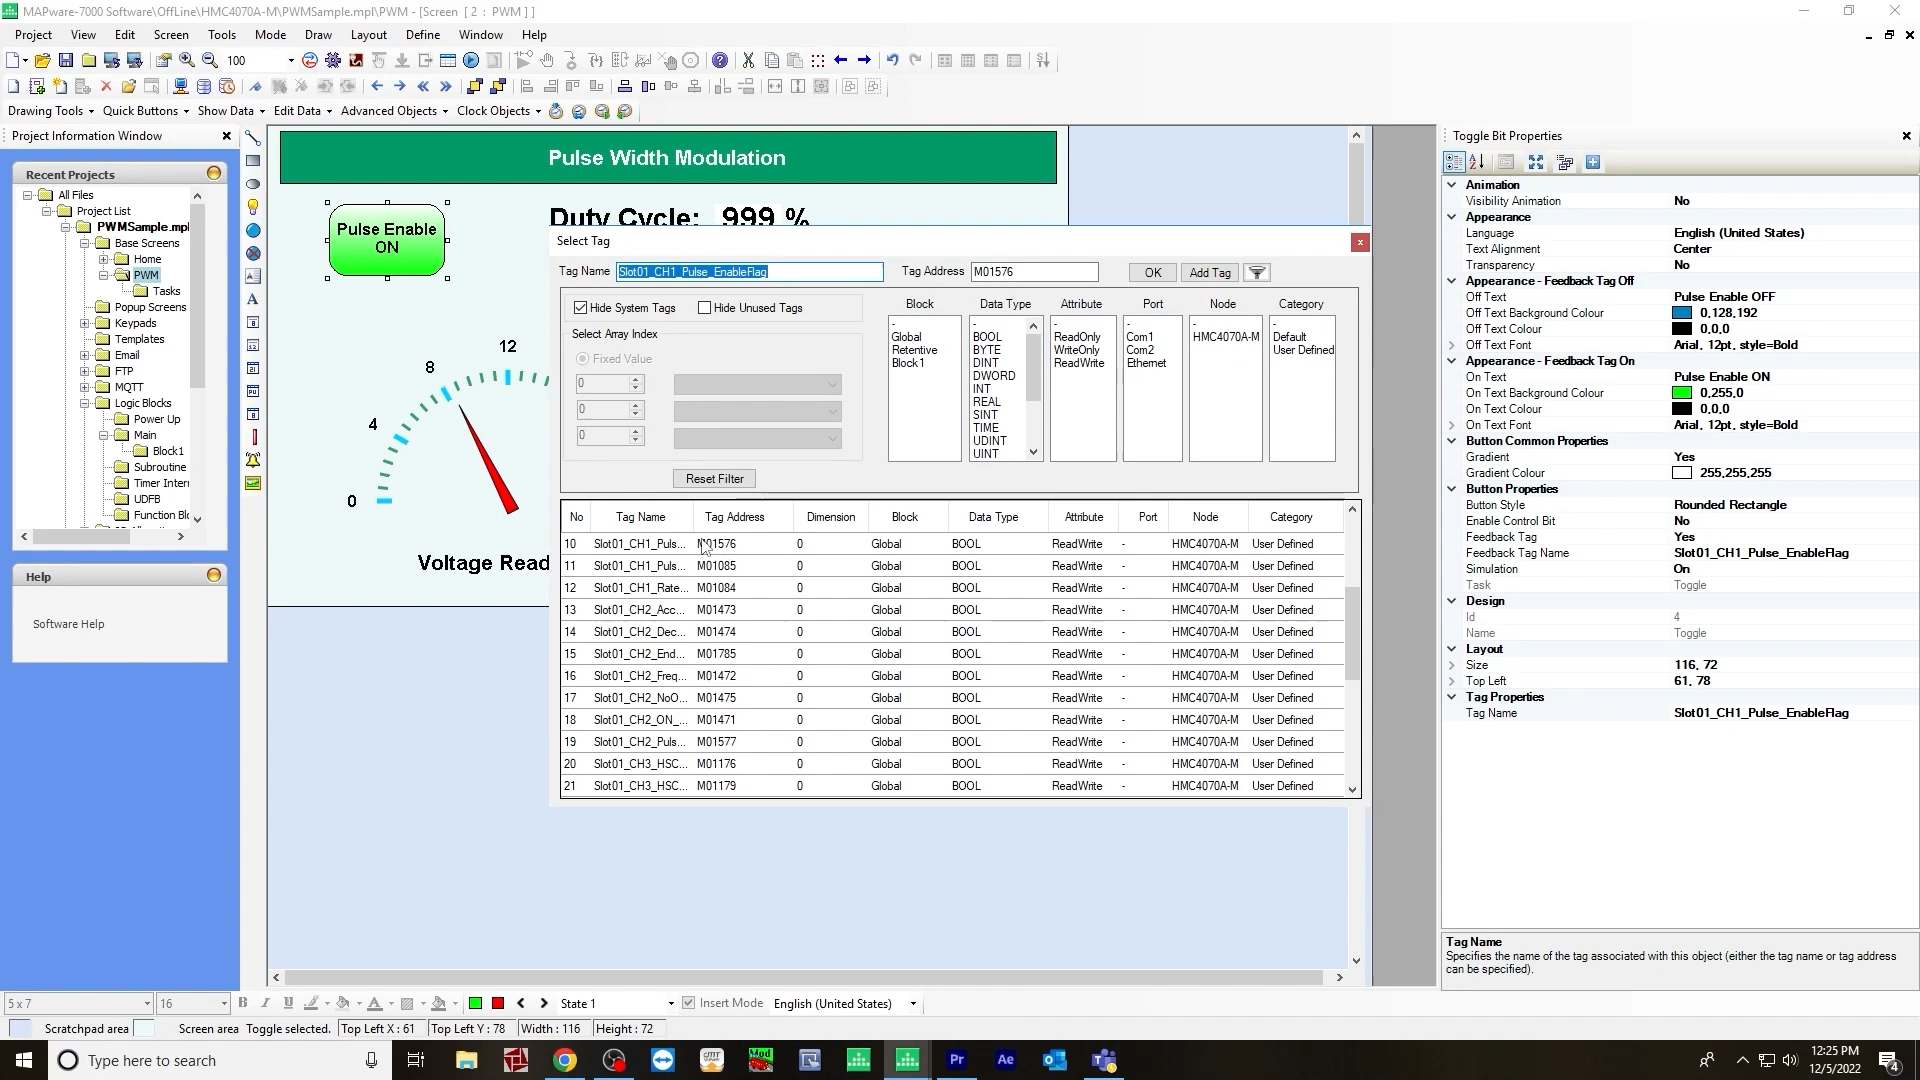 MAPware-7000 Software\OffLine\HMC4070A-M\PWMSample.mpl\PWM - [Screen [ 2 : PWM ] ]
Project View Edit Screen Tools Mode Draw Layout Define Window Help
100
Drawing Tools Quick Buttons Show Data Edit Data Advanced Objects Clock Objects
Project Information Window
Recent Projects
All Files
Project List
PWMSample.mpl
Base Screens
Home
PWM
Tasks
Popup Screens
Keypads
Templates
Email
FTP
MQTT
Logic Blocks
Power Up
Main
Block1
Subroutine
Timer Inter
UDFB
Function Blo
Help
Software Help
Pulse Width Modulation
Pulse Enable
ON
Duty Cycle: 999 %
0
4
8
12
Voltage Read
Select Tag
Tag Name Slot01_CH1_Pulse_EnableFlag Tag Address M01576 OK Add Tag
Hide System Tags Hide Unused Tags
Select Array Index
Fixed Value
0
0
0
Reset Filter
Block
-
Global
Retentive
Block1
Data Type
BOOL
BYTE
DINT
DWORD
INT
REAL
SINT
TIME
UDINT
UINT
Attribute
-
ReadOnly
WriteOnly
ReadWrite
Port
-
Com1
Com2
Ethernet
Node
-
HMC4070A-M
Category
-
Default
User Defined
No Tag Name Tag Address Dimension Block Data Type Attribute Port Node Category
10 Slot01_CH1_Puls... M01576 0 Global BOOL ReadWrite - HMC4070A-M User Defined
11 Slot01_CH1_Puls... M01085 0 Global BOOL ReadWrite - HMC4070A-M User Defined
12 Slot01_CH1_Rate... M01084 0 Global BOOL ReadWrite - HMC4070A-M User Defined
13 Slot01_CH2_Acc... M01473 0 Global BOOL ReadWrite - HMC4070A-M User Defined
14 Slot01_CH2_Dec... M01474 0 Global BOOL ReadWrite - HMC4070A-M User Defined
15 Slot01_CH2_End... M01785 0 Global BOOL ReadWrite - HMC4070A-M User Defined
16 Slot01_CH2_Freq... M01472 0 Global BOOL ReadWrite - HMC4070A-M User Defined
17 Slot01_CH2_NoO... M01475 0 Global BOOL ReadWrite - HMC4070A-M User Defined
18 Slot01_CH2_ON_... M01471 0 Global BOOL ReadWrite - HMC4070A-M User Defined
19 Slot01_CH2_Puls... M01577 0 Global BOOL ReadWrite - HMC4070A-M User Defined
20 Slot01_CH3_HSC... M01176 0 Global BOOL ReadWrite - HMC4070A-M User Defined
21 Slot01_CH3_HSC... M01179 0 Global BOOL ReadWrite - HMC4070A-M User Defined
Toggle Bit Properties
Animation
Visibility Animation No
Appearance
Language English (United States)
Text Alignment Center
Transparency No
Appearance - Feedback Tag Off
Off Text Pulse Enable OFF
Off Text Background Colour 0,128,192
Off Text Colour 0,0,0
Off Text Font Arial, 12pt, style=Bold
Appearance - Feedback Tag On
On Text Pulse Enable ON
On Text Background Colour 0,255,0
On Text Colour 0,0,0
On Text Font Arial, 12pt, style=Bold
Button Common Properties
Gradient Yes
Gradient Colour 255,255,255
Button Properties
Button Style Rounded Rectangle
Enable Control Bit No
Feedback Tag Yes
Feedback Tag Name Slot01_CH1_Pulse_EnableFlag
Simulation On
Task Toggle
Design
Id 4
Name Toggle
Layout
Size 116, 72
Top Left 61, 78
Tag Properties
Tag Name Slot01_CH1_Pulse_EnableFlag
Tag Name
Specifies the name of the tag associated with this object (either the tag name or tag address
can be specified).
5 x 7 16 B I U A State 1 Insert Mode English (United States)
Scratchpad area Screen area Toggle selected. Top Left X : 61 Top Left Y : 78 Width : 116 Height : 72
Type here to search
Pr Ae
12:25 PM
12/5/2022
4